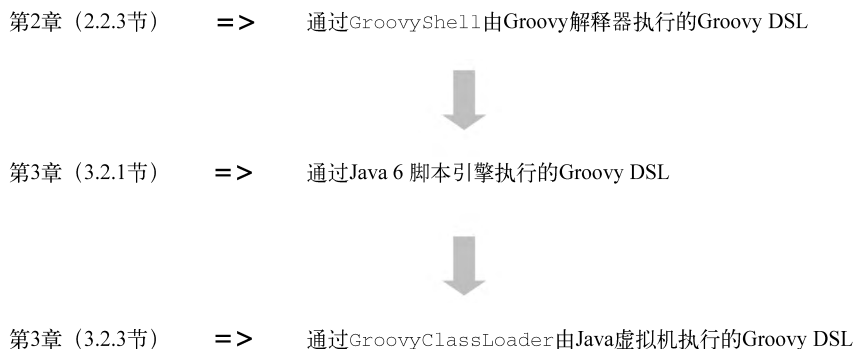 第2章（2.2.3节） => 通过GroovyShell由Groovy解释器执行的Groovy DSL
第3章（3.2.1节） => 通过Java 6 脚本引擎执行的Groovy DSL
第3章（3.2.3节） => 通过GroovyClassLoader由Java虚拟机执行的Groovy DSL